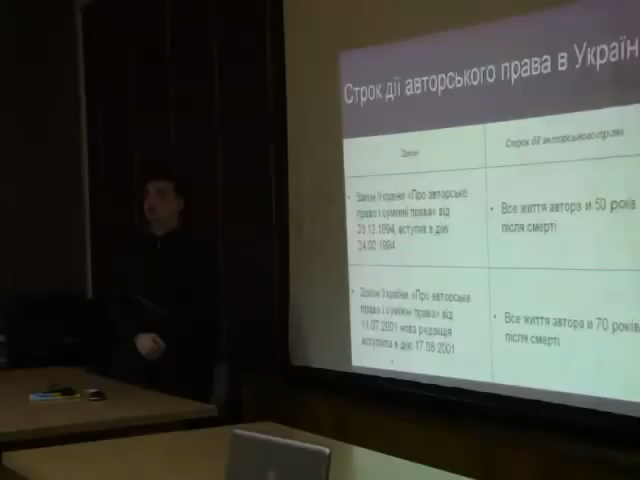 Строк дії авторського права в Україн
Закон
Строк дії авторського права
• Закон України «Про авторське
право і суміжні права» від
23.12.1994, вступив в дію
24.02.1994
• Все життя автора и 50 років
після смерті
• Закон України «Про авторське
право і суміжні права» від
11.07.2001 нова редакція
вступила в дію 17.08.2001
• Все життя автора и 70 років
після смерті